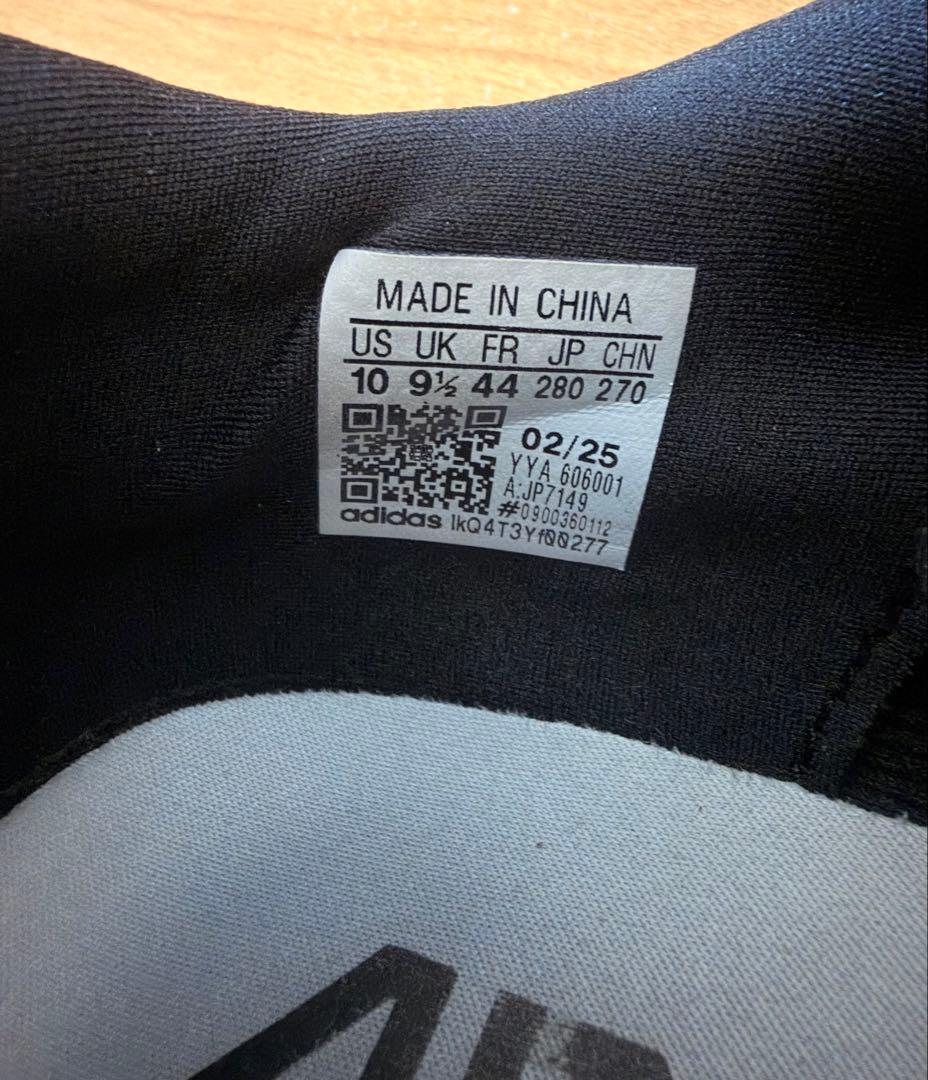 MADE IN CHINA
US UK FR JP CHN
10 9½ 44 280 270
02/25
YYA 606001
A:JP7149
#0900360112
adidas IkQ4T3Yf00277